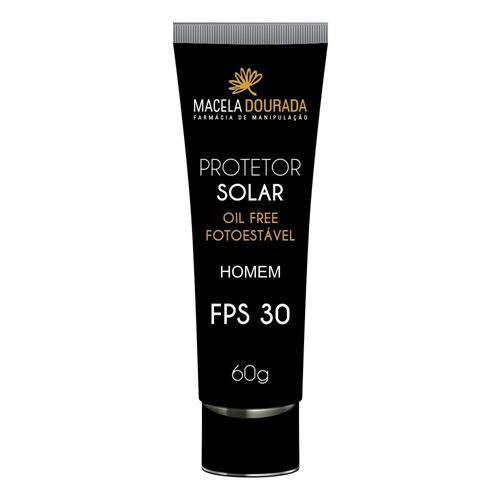 MACELA DOURADA
FARMÁCIA DE MANIPULAÇÃO
PROTETOR
SOLAR
OIL FREE
FOTOESTÁVEL
HOMEM
FPS 30
60g